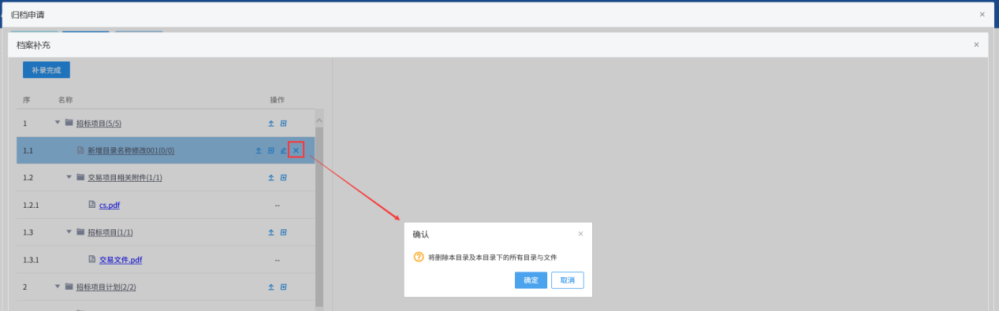 归档申请
档案补充
补录完成
序 名称 操作
1 招标项目(5/5)
1.1 新增目录名称修改001(0/0)
1.2 交易项目相关附件(1/1)
1.2.1 cs.pdf --
1.3 招标项目(1/1)
1.3.1 交易文件.pdf --
2 招标项目计划(2/2)
确认
将删除本目录及本目录下的所有目录与文件
确定 取消